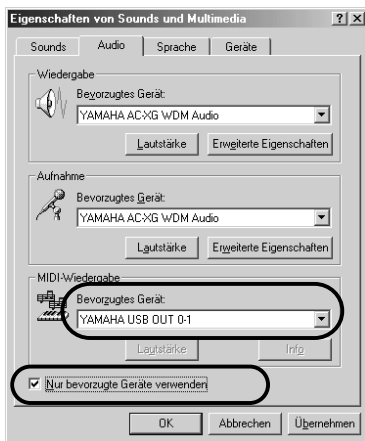 Eigenschaften von Sounds und Multimedia
Sounds Audio Sprache Geräte
Wiedergabe
Bevorzugtes Gerät:
YAMAHA AC-XG WDM Audio
Lautstärke Erweiterte Eigenschaften
Aufnahme
Bevorzugtes Gerät:
YAMAHA AC-XG WDM Audio
Lautstärke Erweiterte Eigenschaften
MIDI-Wiedergabe
Bevorzugtes Gerät:
YAMAHA USB OUT 0-1
Lautstärke Info
Nur bevorzugte Geräte verwenden
OK Abbrechen Übernehmen